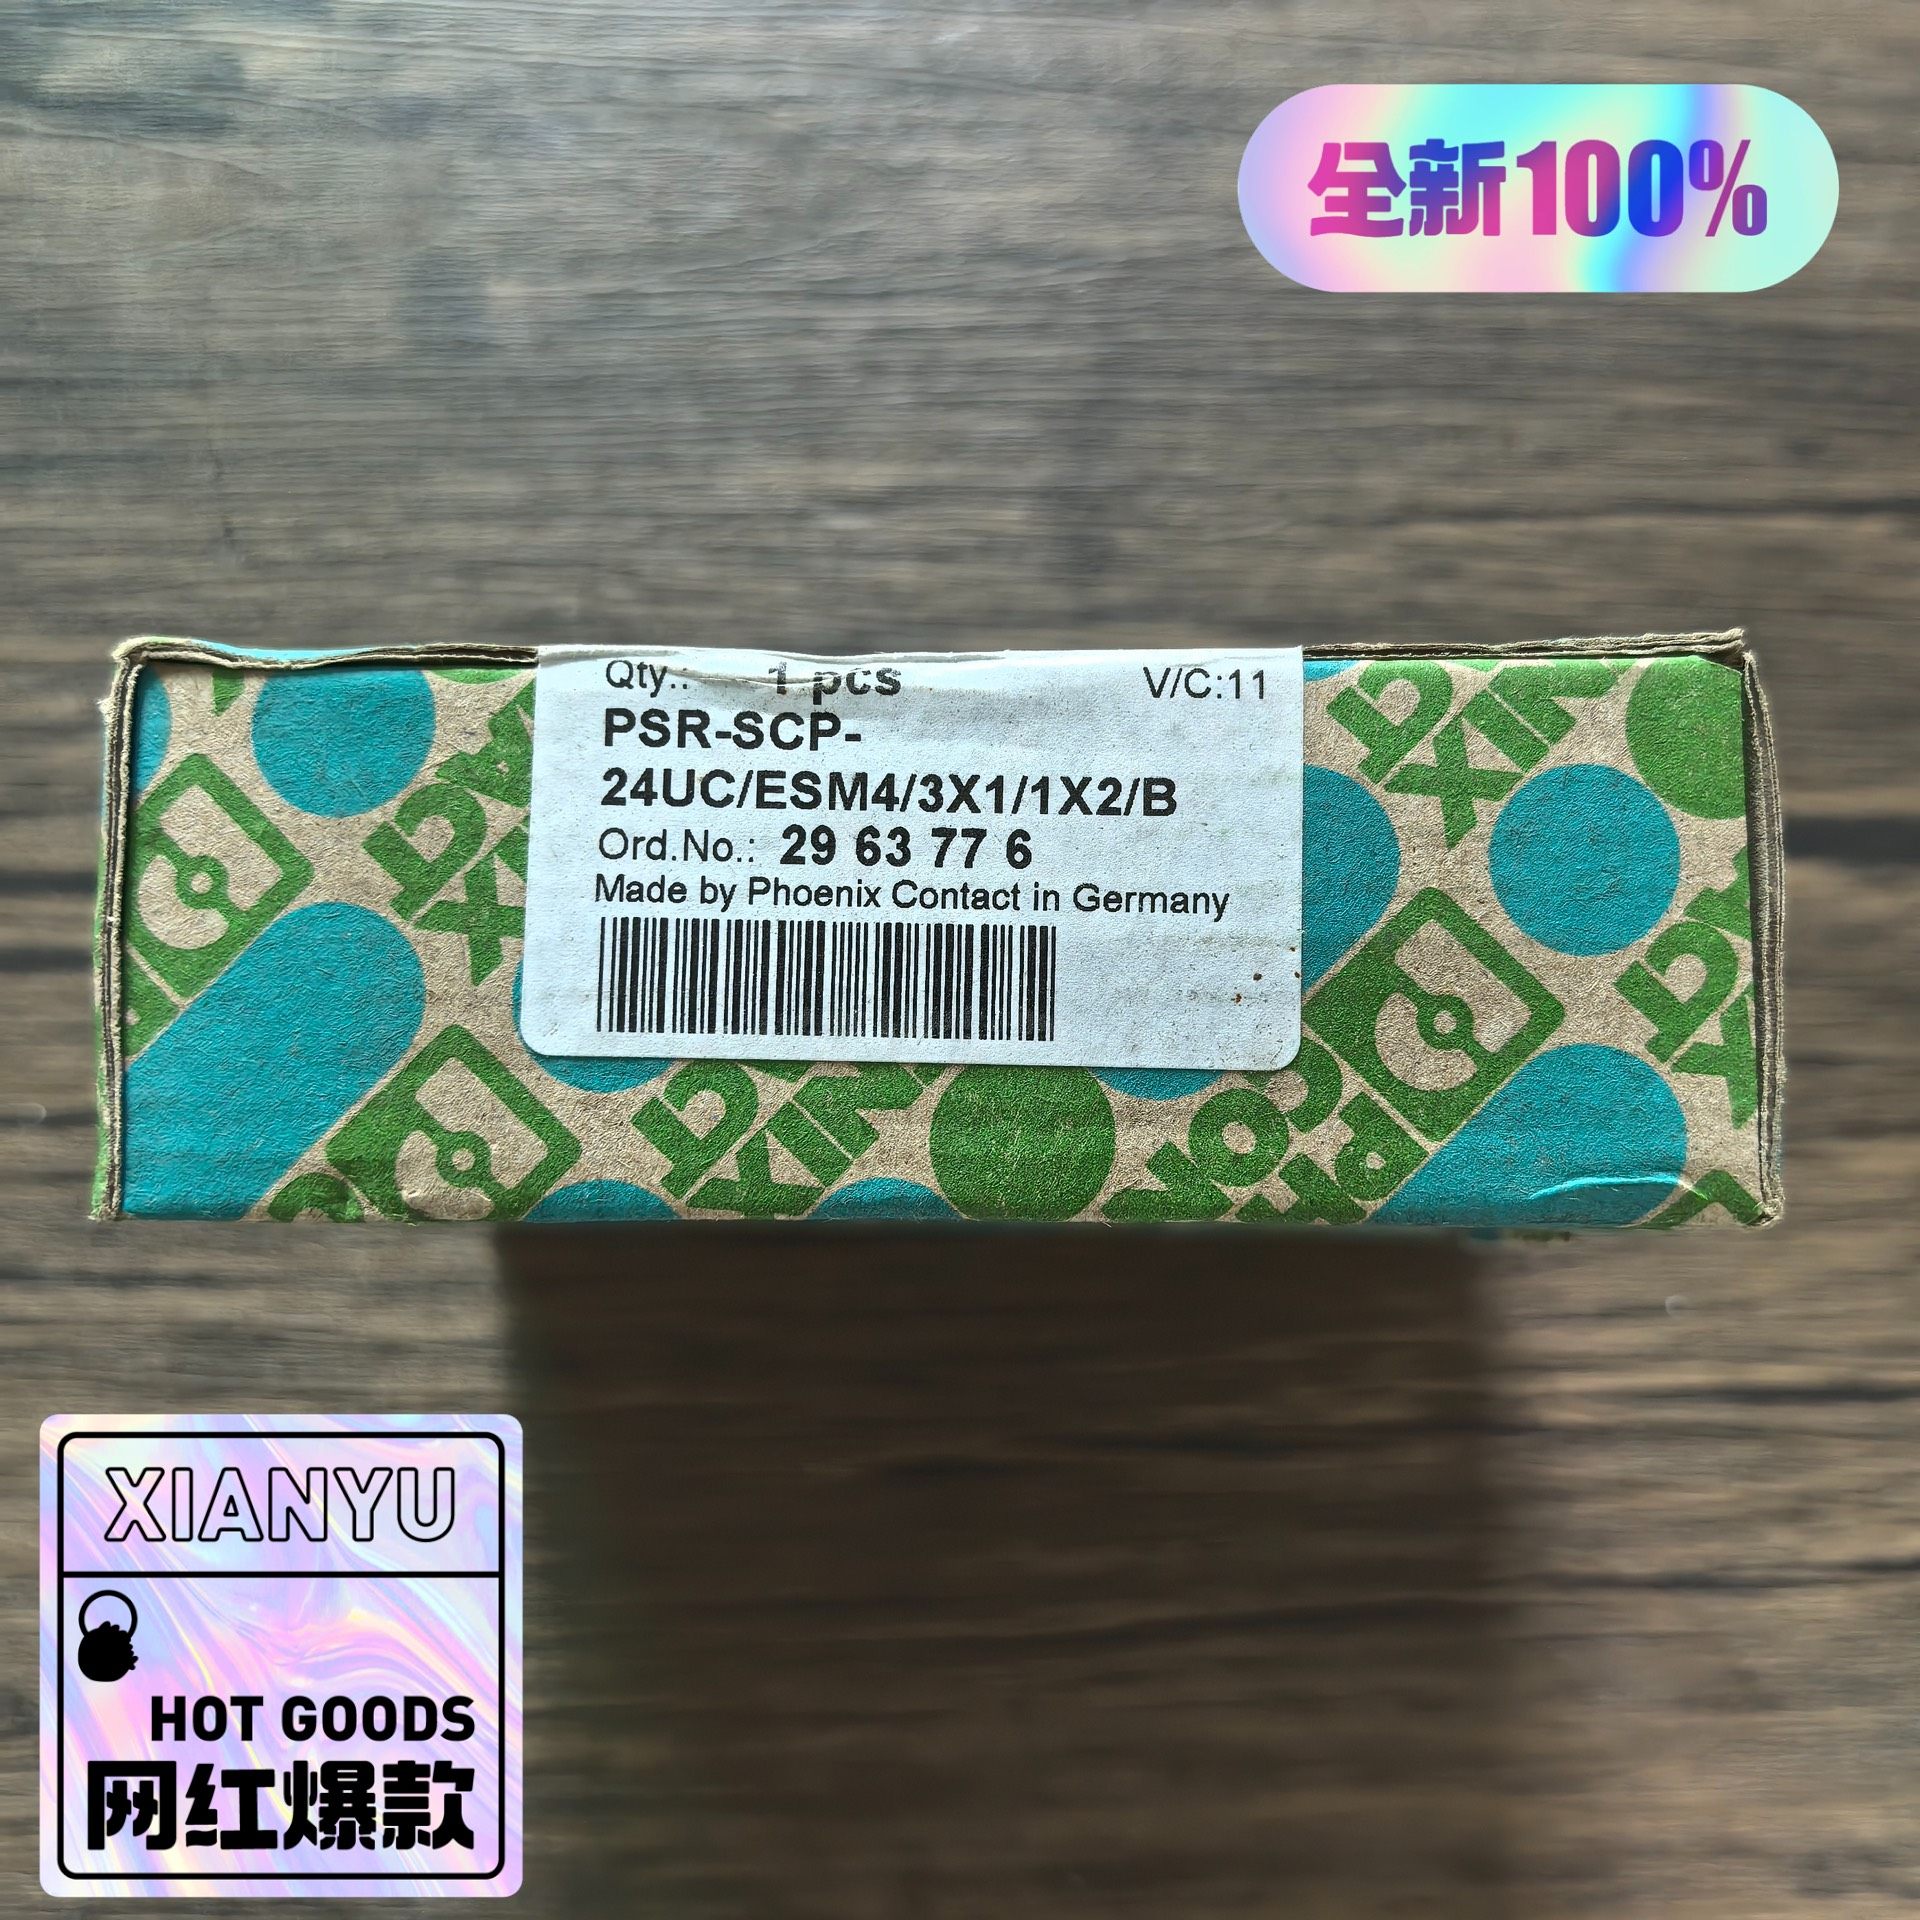 全新100%
Qty.: 1 pcs V/C:11
PSR-SCP-
24UC/ESM4/3X1/1X2/B
Ord.No.: 29 63 77 6
Made by Phoenix Contact in Germany
XIANYU
HOT GOODS
网红爆款